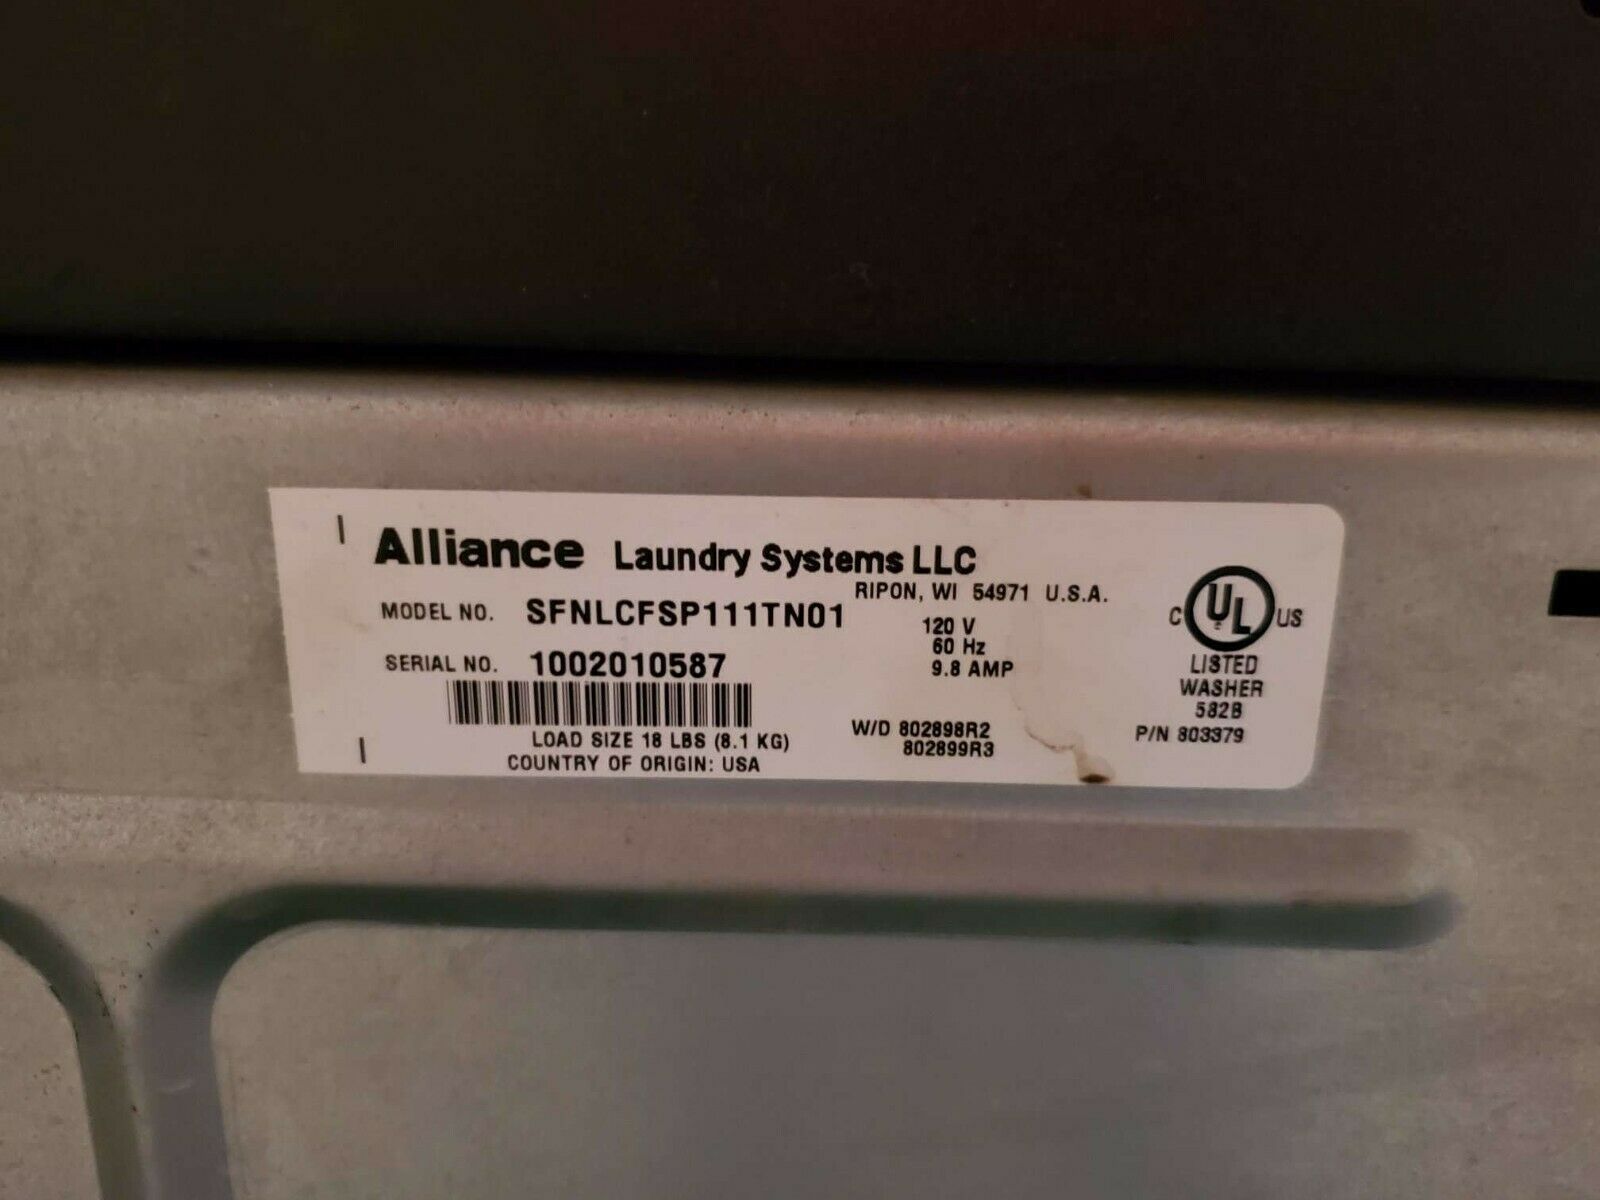 Alliance Laundry Systems LLC
RIPON, WI 54971 U.S.A.
MODEL NO. SFNLCFSP111TN01
120 V
60 Hz
9.8 AMP
SERIAL NO. 1002010587
LOAD SIZE 18 LBS (8.1 KG)
COUNTRY OF ORIGIN: USA
W/D 802898R2
802899R3
C UL US
LISTED
WASHER
582B
P/N 803379